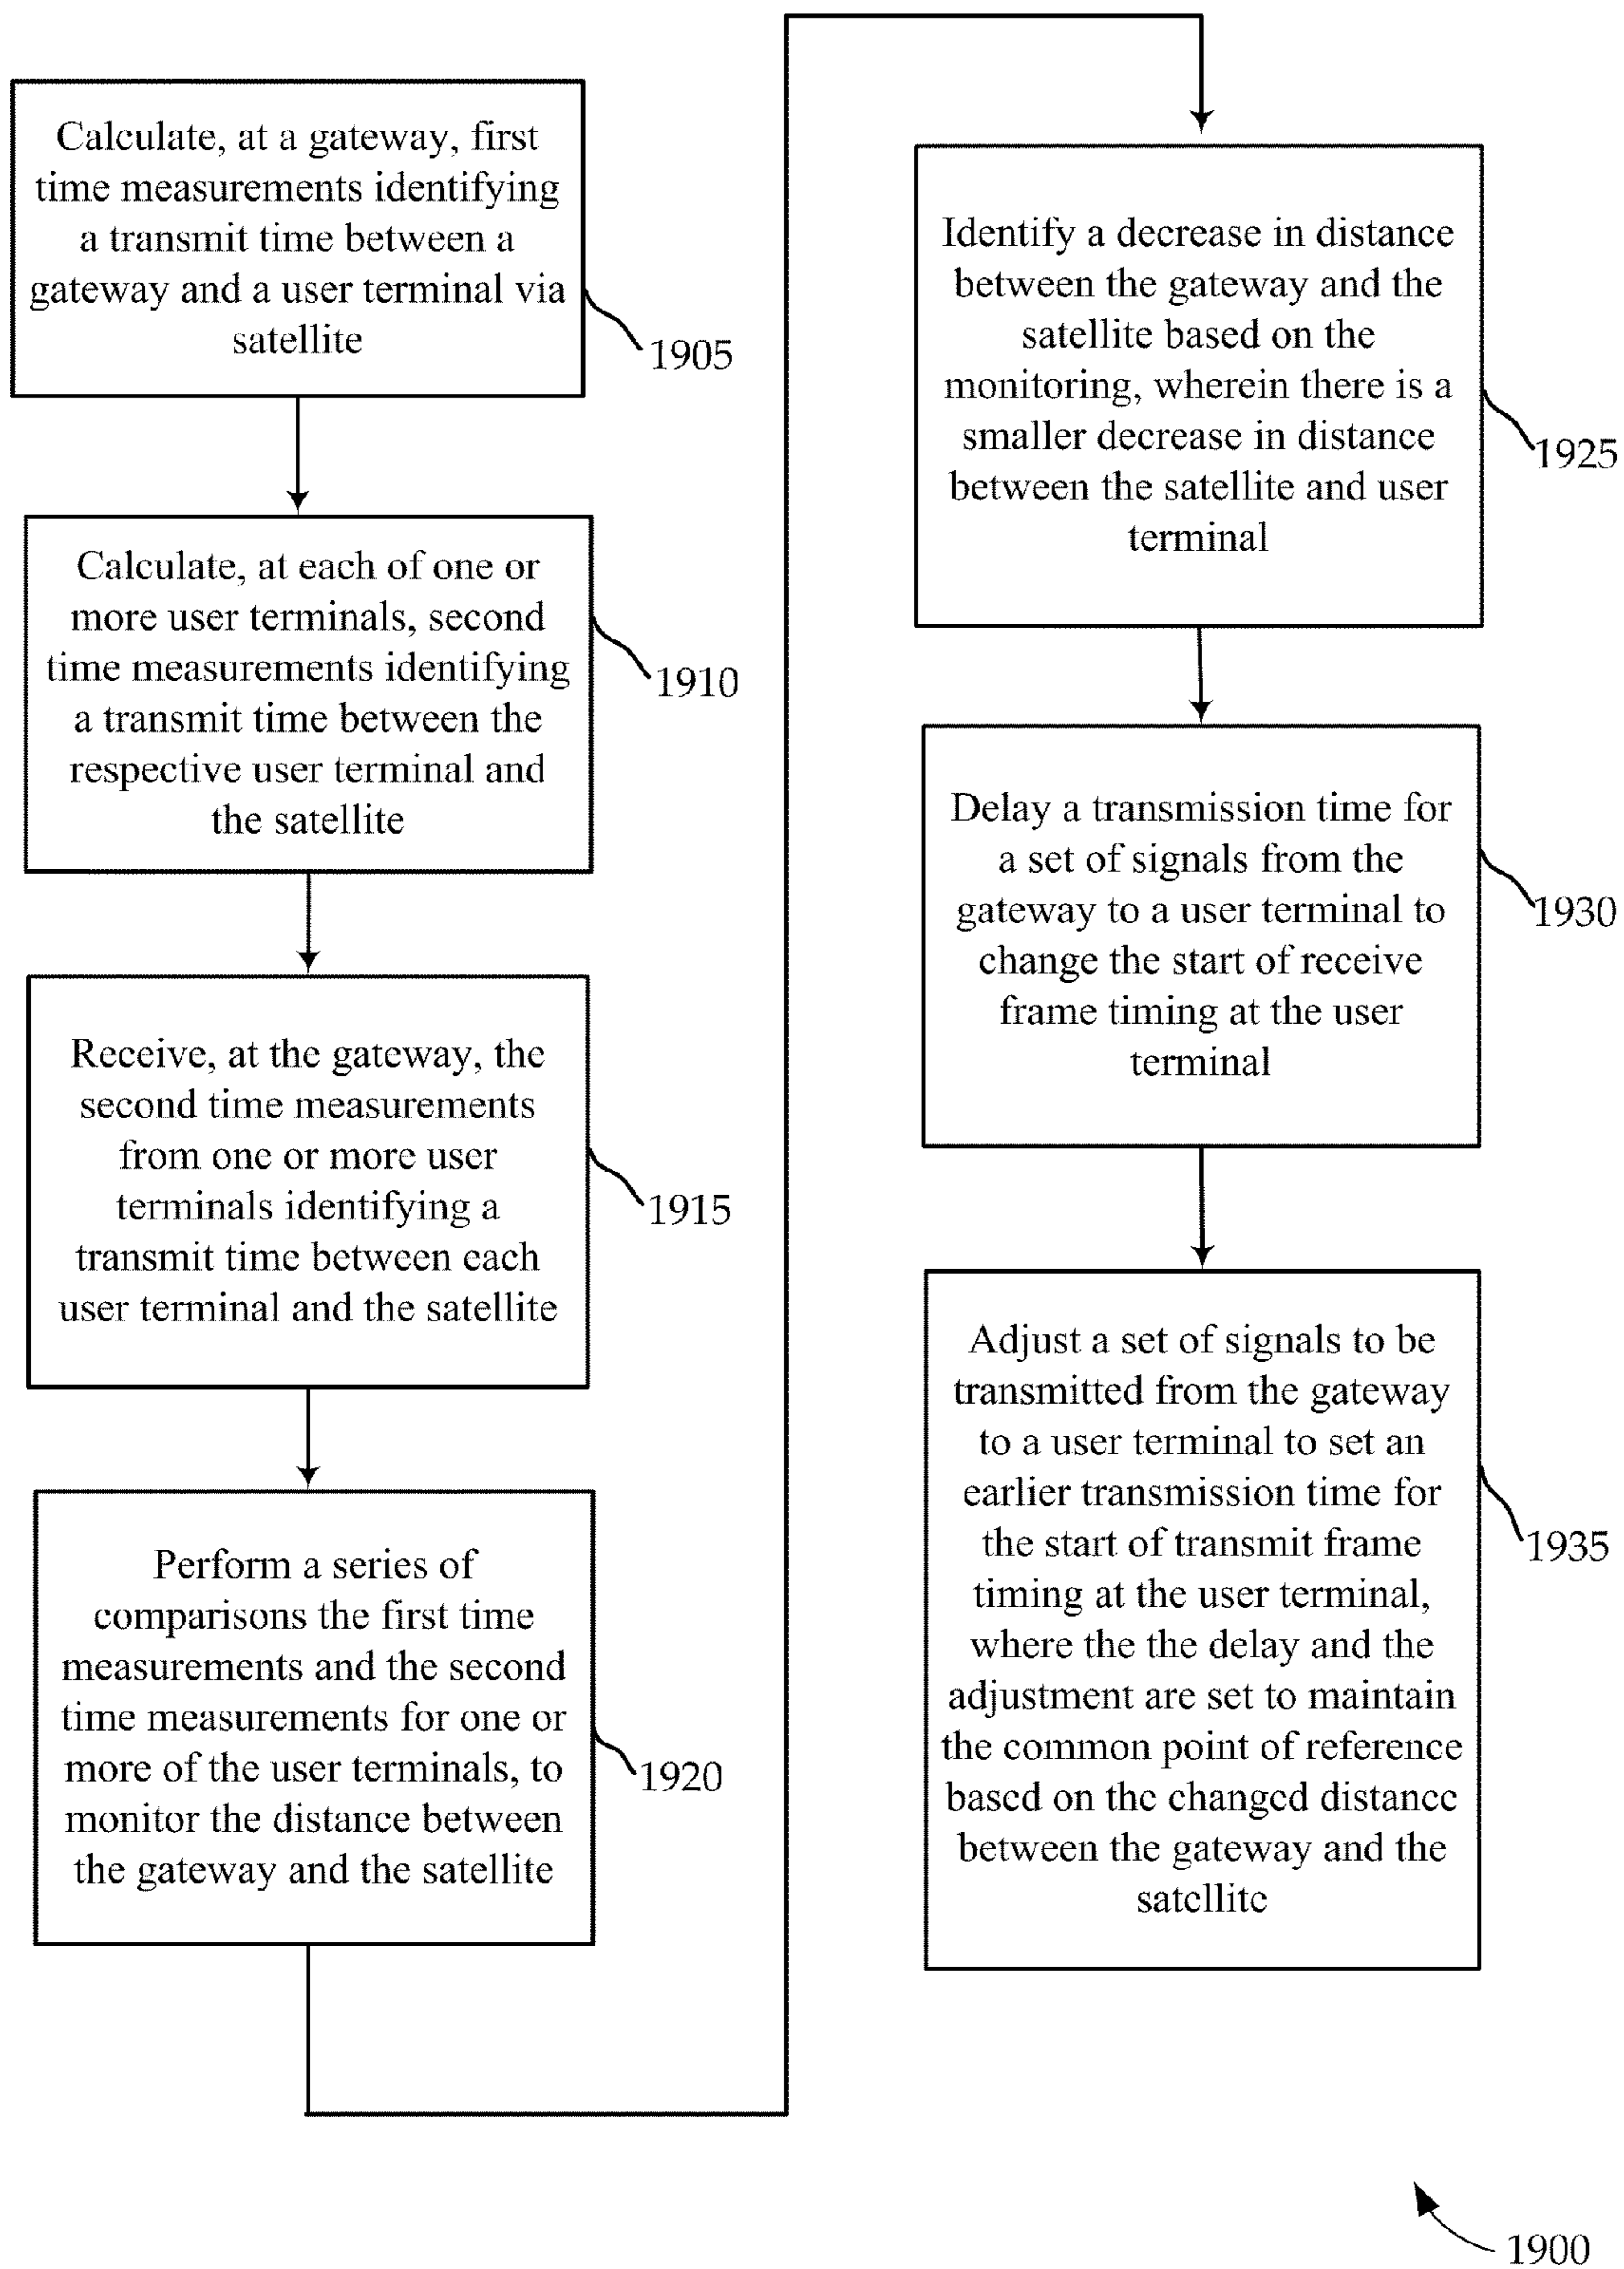 Calculate, at a gateway, first
time measurements identifying
a transmit time between a
gateway and a user terminal via
satellite
1905
Calculate, at each of one or
more user terminals, second
time measurements identifying
a transmit time between the
respective user terminal and
the satellite
1910
Receive, at the gateway, the
second time measurements
from one or more user
terminals identifying a
transmit time between each
user terminal and the satellite
1915
Perform a series of
comparisons the first time
measurements and the second
time measurements for one or
more of the user terminals, to
monitor the distance between
the gateway and the satellite
1920
Identify a decrease in distance
between the gateway and the
satellite based on the
monitoring, wherein there is a
smaller decrease in distance
between the satellite and user
terminal
1925
Delay a transmission time for
a set of signals from the
gateway to a user terminal to
change the start of receive
frame timing at the user
terminal
1930
Adjust a set of signals to be
transmitted from the gateway
to a user terminal to set an
earlier transmission time for
the start of transmit frame
timing at the user terminal,
where the the delay and the
adjustment are set to maintain
the common point of reference
based on the changed distance
between the gateway and the
satellite
1935
1900